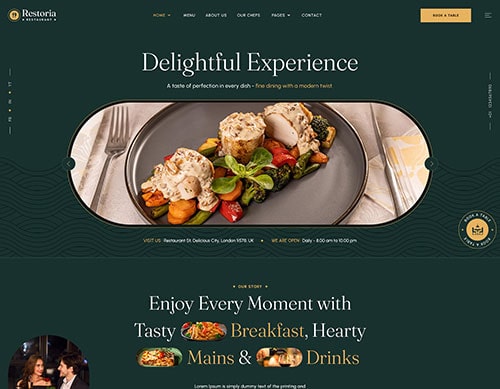 Restoria
RESTAURANT
HOME MENU ABOUT US OUR CHEFS PAGES CONTACT
BOOK A TABLE
Delightful Experience
A taste of perfection in every dish - fine dining with a modern twist
VISIT US Restaurant St, Delicious City, London 9578, UK WE ARE OPEN Daily - 8.00 am to 10.00 pm
BOOK A TABLE
BOOK A TABLE
OUR STORY
Enjoy Every Moment with
Tasty Breakfast, Hearty
Mains & Drinks
Lorem Ipsum is simply dummy text of the printing and